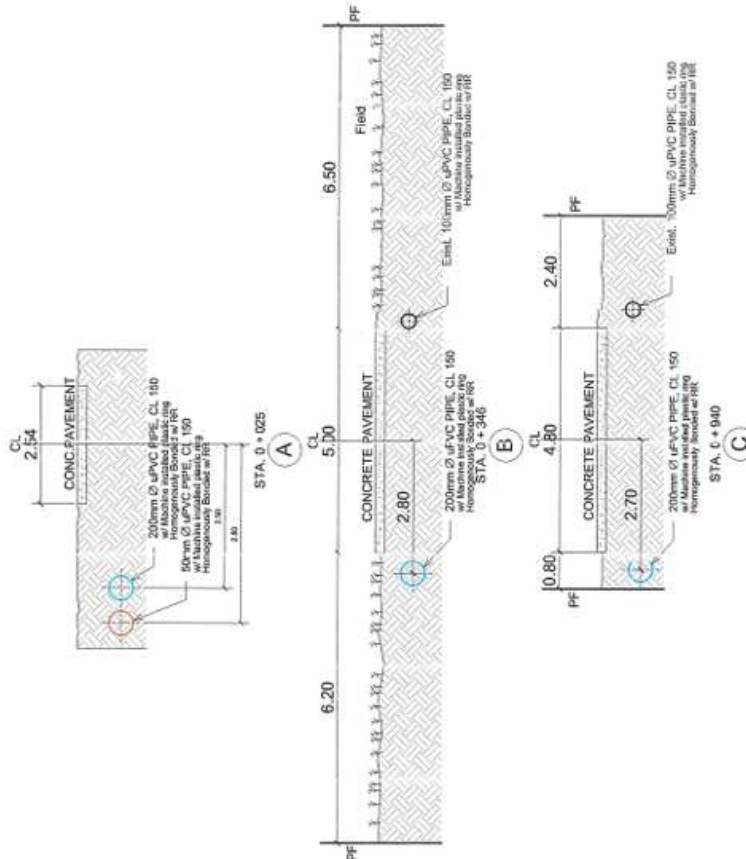 CL
2.54
CONC.PAVEMENT
200mm Ø uPVC PIPE, CL 150
w/ Machine installed plastic ring
Homogenously Bonded w/ RR
50mm Ø uPVC PIPE, CL 150
w/ Machine installed plastic ring
Homogenously Bonded w/ RR
2.80
STA. 0 + 025
A
PF
6.20
CL
5.00
6.50
PF
Field
CONCRETE PAVEMENT
2.80
200mm Ø uPVC PIPE, CL 150
w/ Machine installed plastic ring
Homogenously Bonded w/ RR
Exist. 100mm Ø uPVC PIPE, CL 150
w/ Machine installed plastic ring
Homogenously Bonded w/ RR
STA. 0 + 346
B
PF
0.80
CL
4.80
2.40
PF
CONCRETE PAVEMENT
2.70
200mm Ø uPVC PIPE, CL 150
w/ Machine installed plastic ring
Homogenously Bonded w/ RR
Exist. 100mm Ø uPVC PIPE, CL 150
w/ Machine installed plastic ring
Homogenously Bonded w/ RR
STA. 0 + 940
C